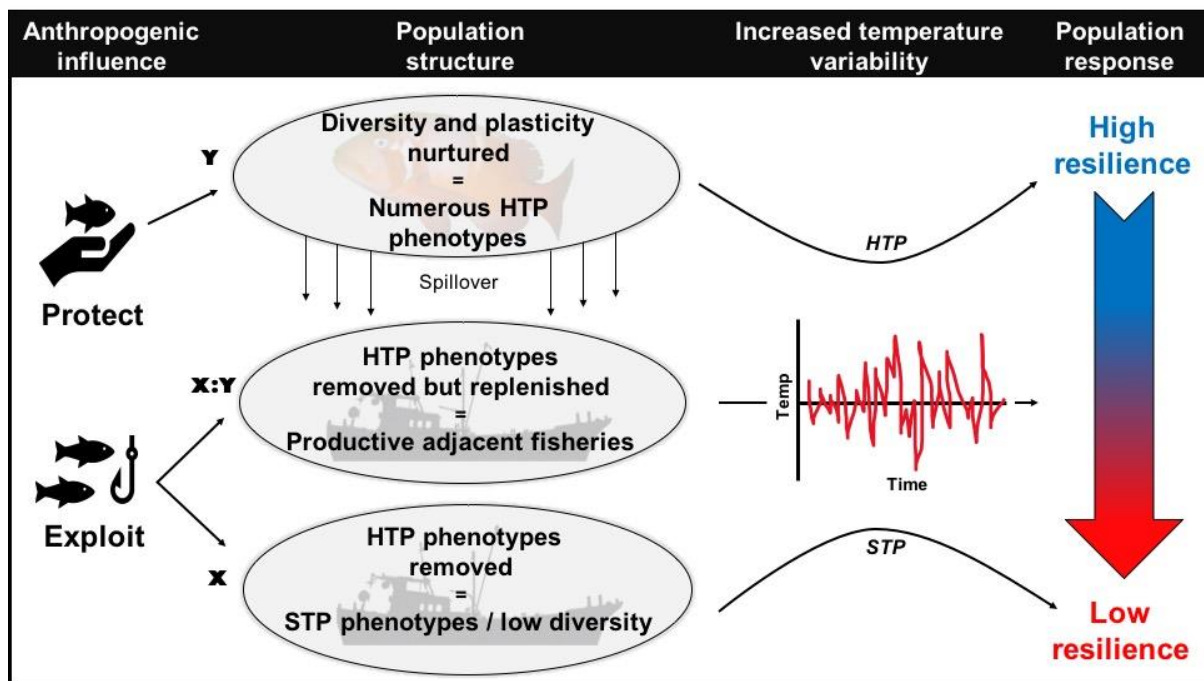 Anthropogenic
influence
Population
structure
Increased temperature
variability
Population
response
Protect
Y
Diversity and plasticity
nurtured
=
Numerous HTP
phenotypes
HTP
High
resilience
Spillover
Exploit
X:Y
HTP phenotypes
removed but replenished
=
Productive adjacent fisheries
Temp
Time
X
HTP phenotypes
removed
=
STP phenotypes / low diversity
STP
Low
resilience